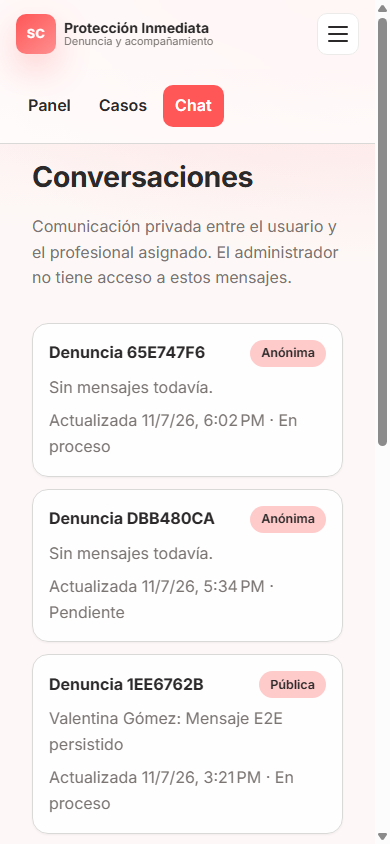 SC
Protección Inmediata
Denuncia y acompañamiento
Panel
Casos
Chat
Conversaciones
Comunicación privada entre el usuario y
el profesional asignado. El administrador
no tiene acceso a estos mensajes.
Denuncia 65E747F6
Anónima
Sin mensajes todavía.
Actualizada 11/7/26, 6:02 PM · En
proceso
Denuncia DBB480CA
Anónima
Sin mensajes todavía.
Actualizada 11/7/26, 5:34 PM ·
Pendiente
Denuncia 1EE6762B
Pública
Valentina Gómez: Mensaje E2E
persistido
Actualizada 11/7/26, 3:21 PM · En
proceso